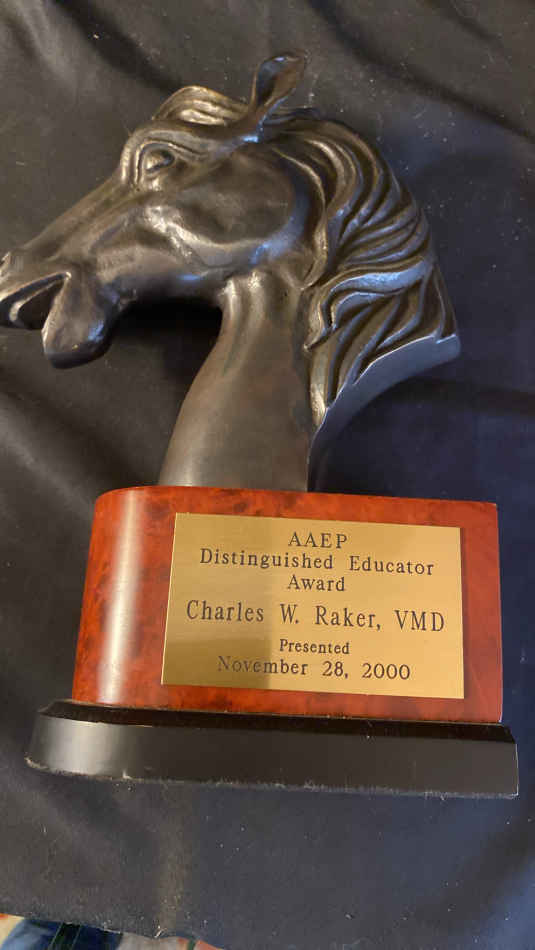 AAEP
Distinguished Educator
Award
Charles W. Raker, VMD
Presented
November 28, 2000